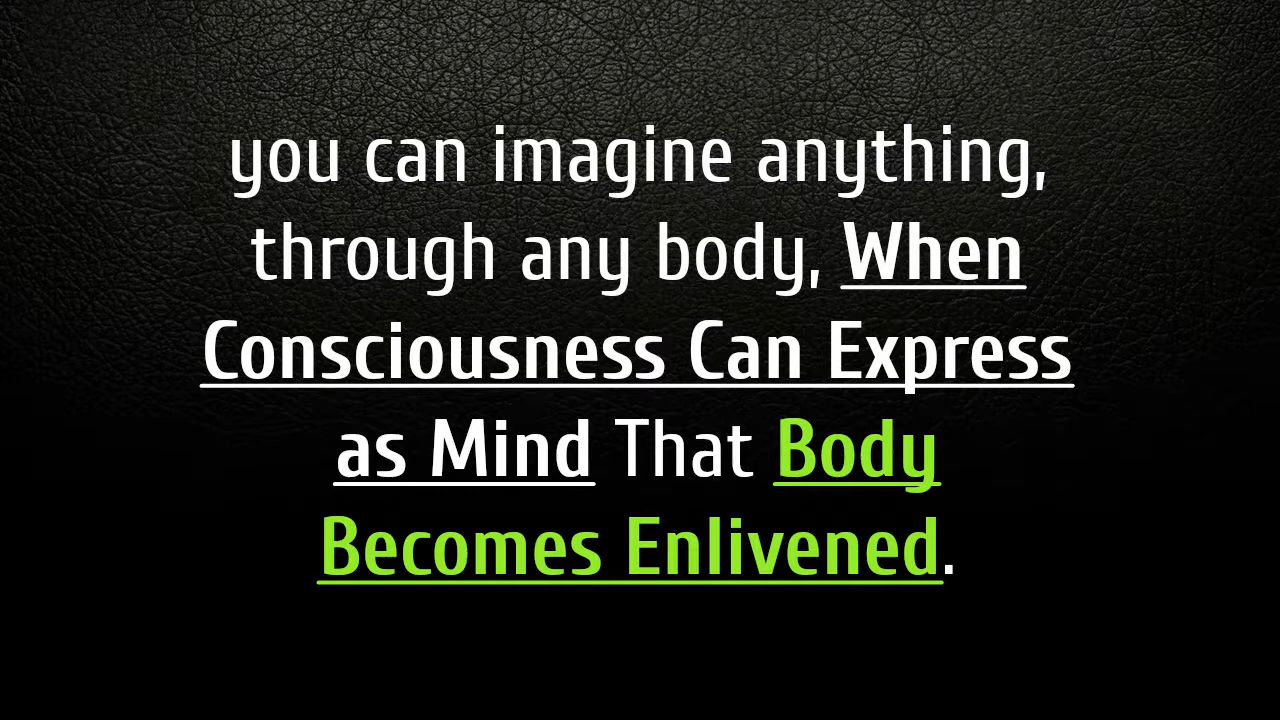 you can imagine anything,
through any body, When
Consciousness Can Express
as Mind That Body
Becomes Enlivened.